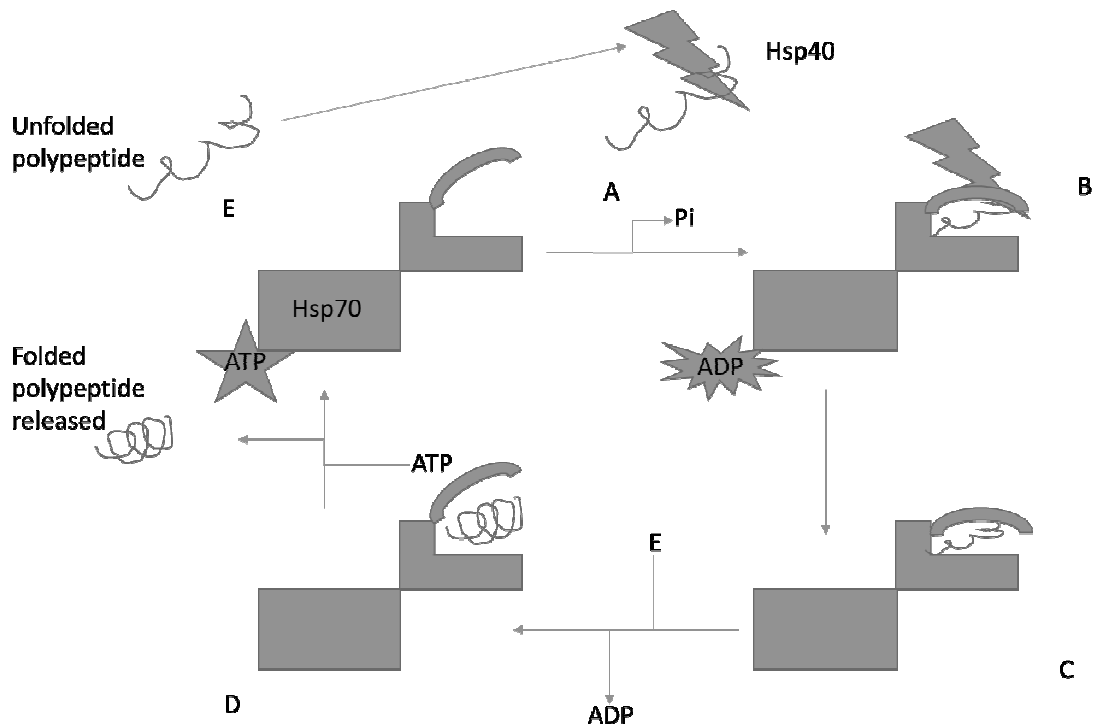 Hsp40
Unfolded
polypeptide
B
A
E
Pi
Hsp70
ATP
ADP
Folded
polypeptide
released
ATP
E
C
D
ADP